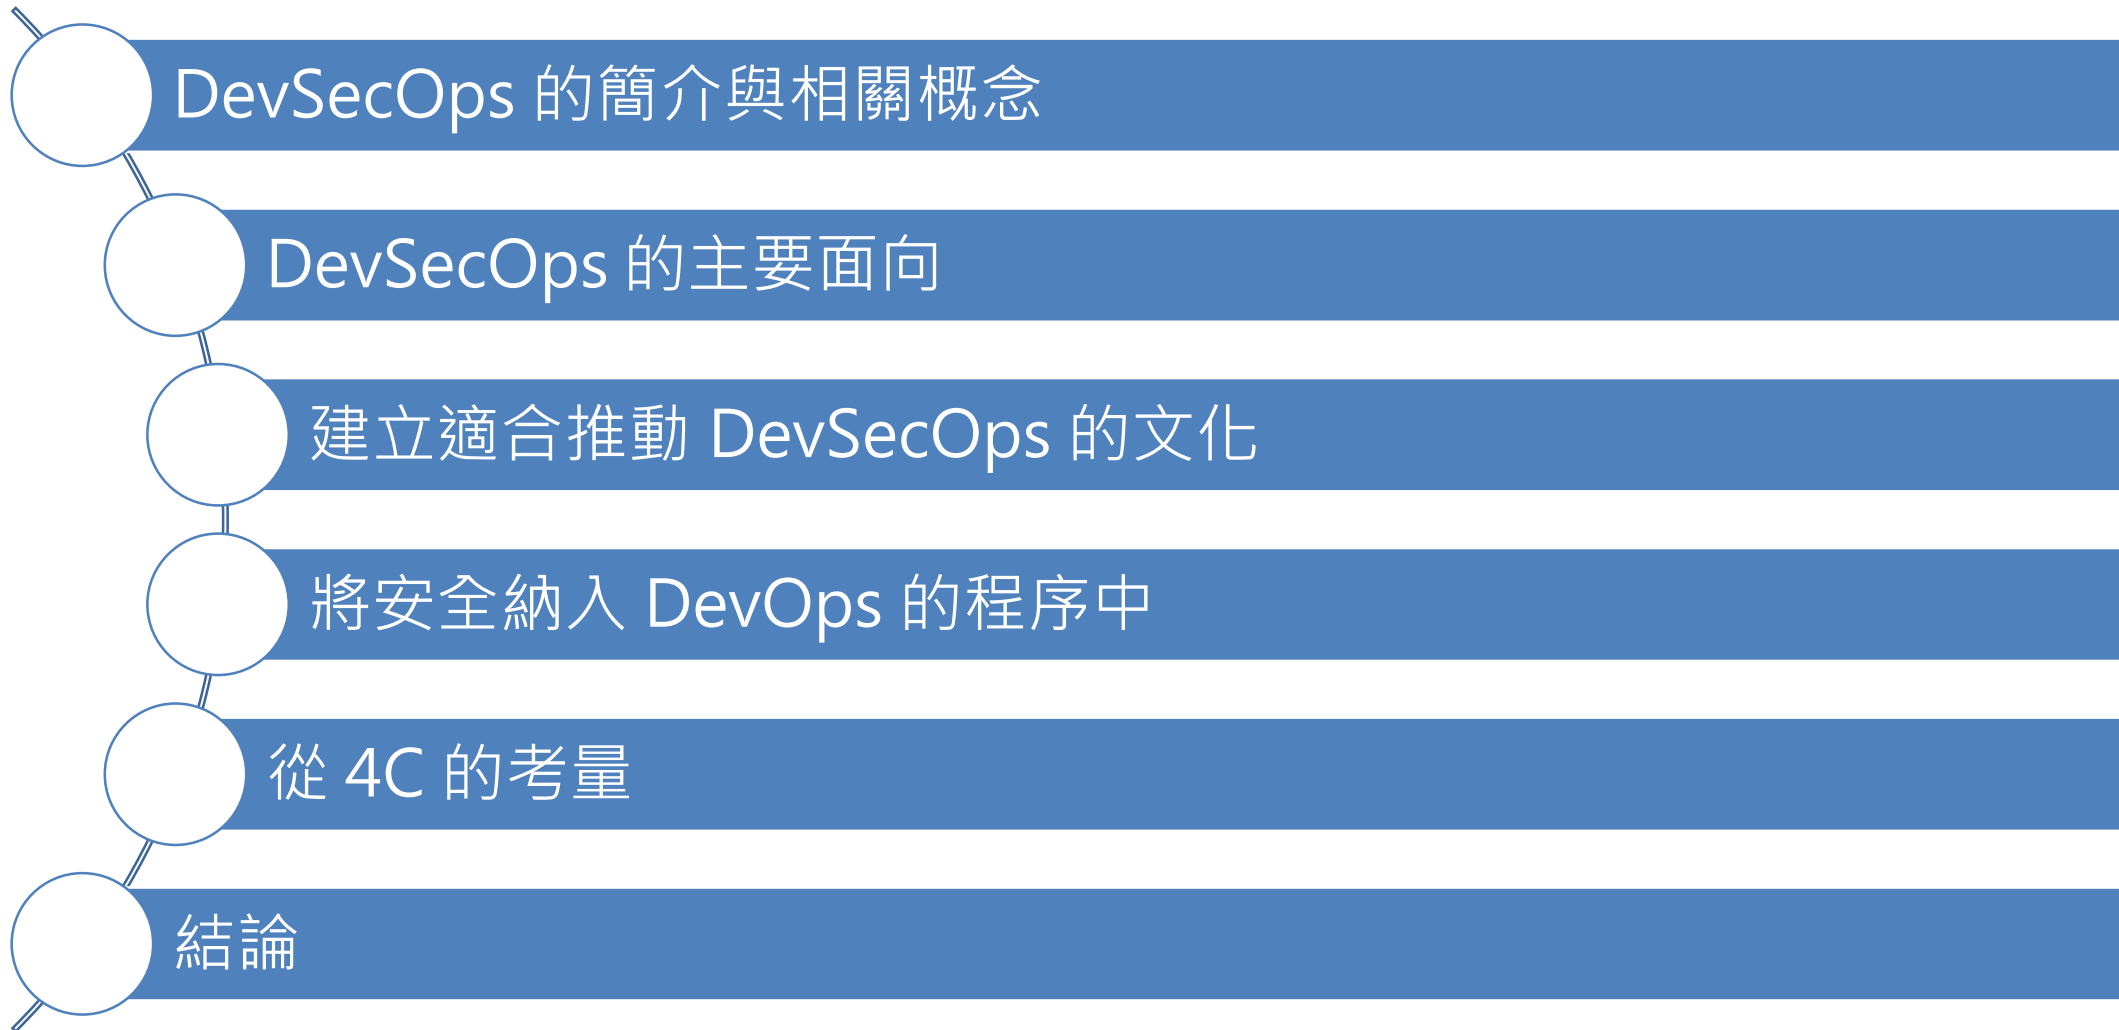 DevSecOps 的簡介與相關概念
DevSecOps 的主要面向
建立適合推動 DevSecOps 的文化
將安全納入 DevOps 的程序中
從 4C 的考量
結論